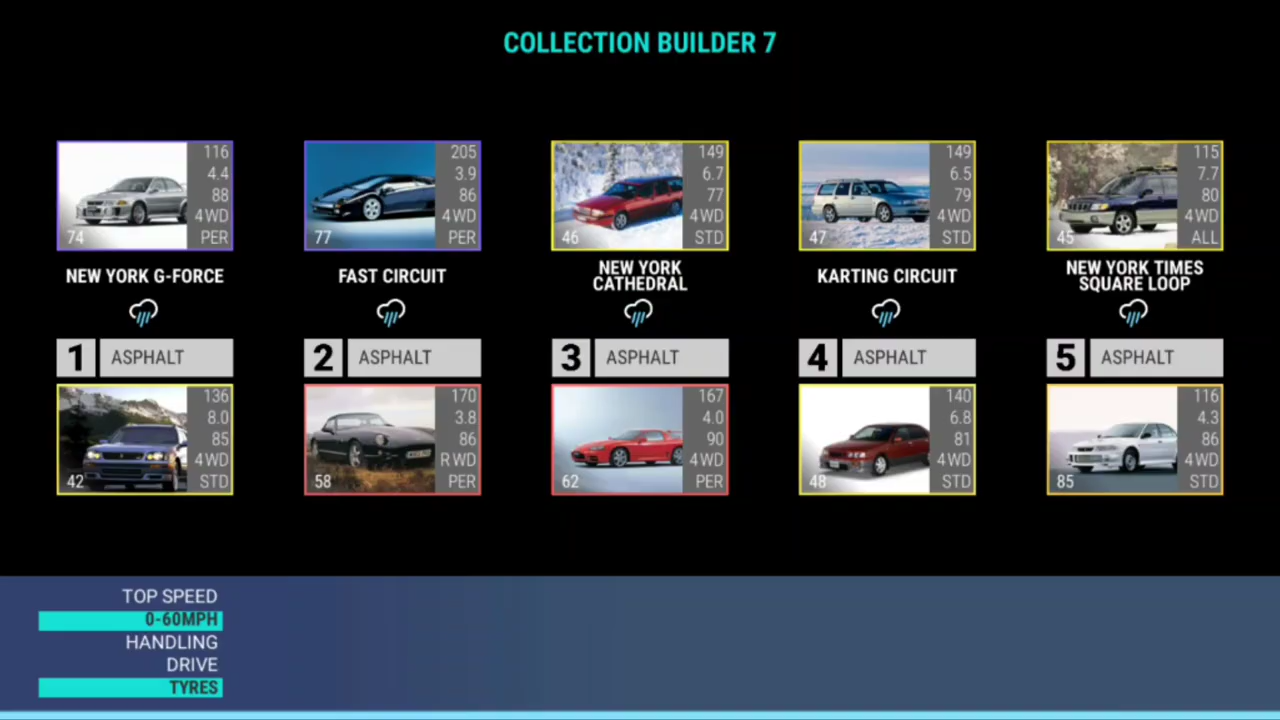 COLLECTION BUILDER 7
116
4.4
88
4WD
PER
74
205
3.9
86
4WD
PER
77
149
6.7
77
4WD
STD
46
149
6.5
79
4WD
STD
47
115
7.7
80
4WD
ALL
45
NEW YORK G-FORCE
FAST CIRCUIT
NEW YORK
CATHEDRAL
KARTING CIRCUIT
NEW YORK TIMES
SQUARE LOOP
1 ASPHALT
2 ASPHALT
3 ASPHALT
4 ASPHALT
5 ASPHALT
136
8.0
85
4WD
STD
42
170
3.8
86
RWD
PER
58
167
4.0
90
4WD
PER
62
140
6.8
81
4WD
STD
48
116
4.3
86
4WD
STD
85
TOP SPEED
0-60MPH
HANDLING
DRIVE
TYRES